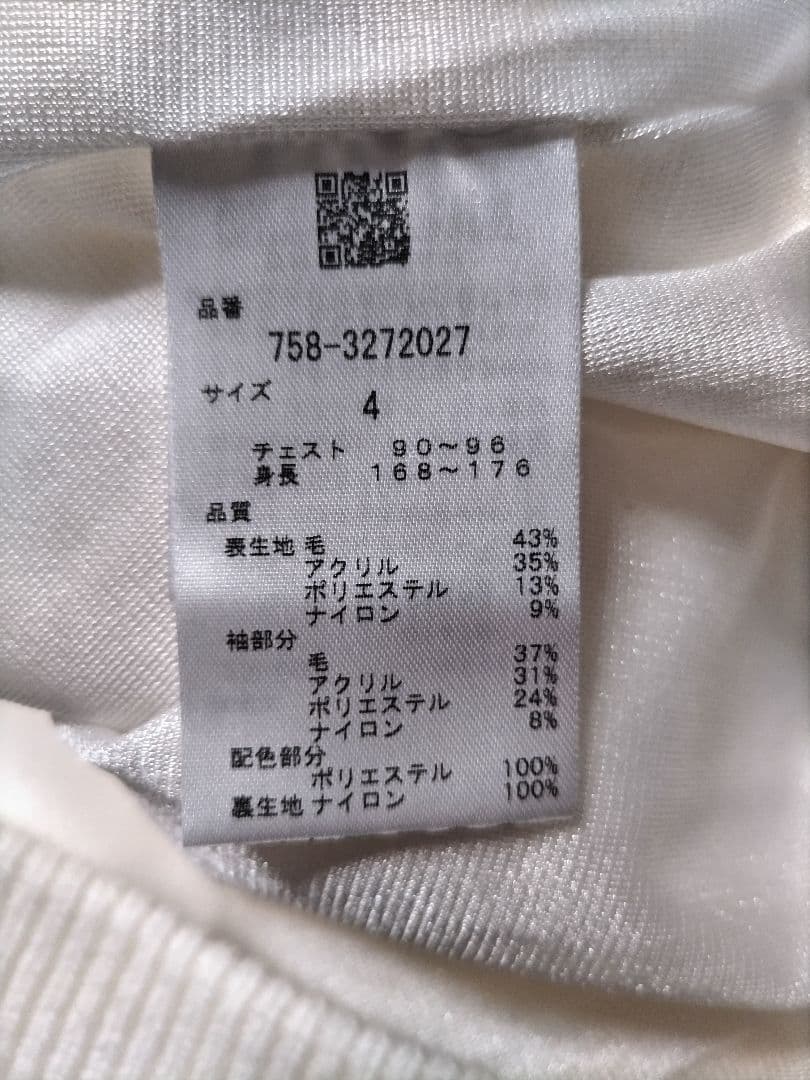 品番
758-3272027
サイズ
4
チェスト 90～96
身長 168～176
品質
表生地 毛 43%
アクリル 35%
ポリエステル 13%
ナイロン 9%
袖部分
毛 37%
アクリル 31%
ポリエステル 24%
ナイロン 8%
配色部分
ポリエステル 100%
裏生地 ナイロン 100%